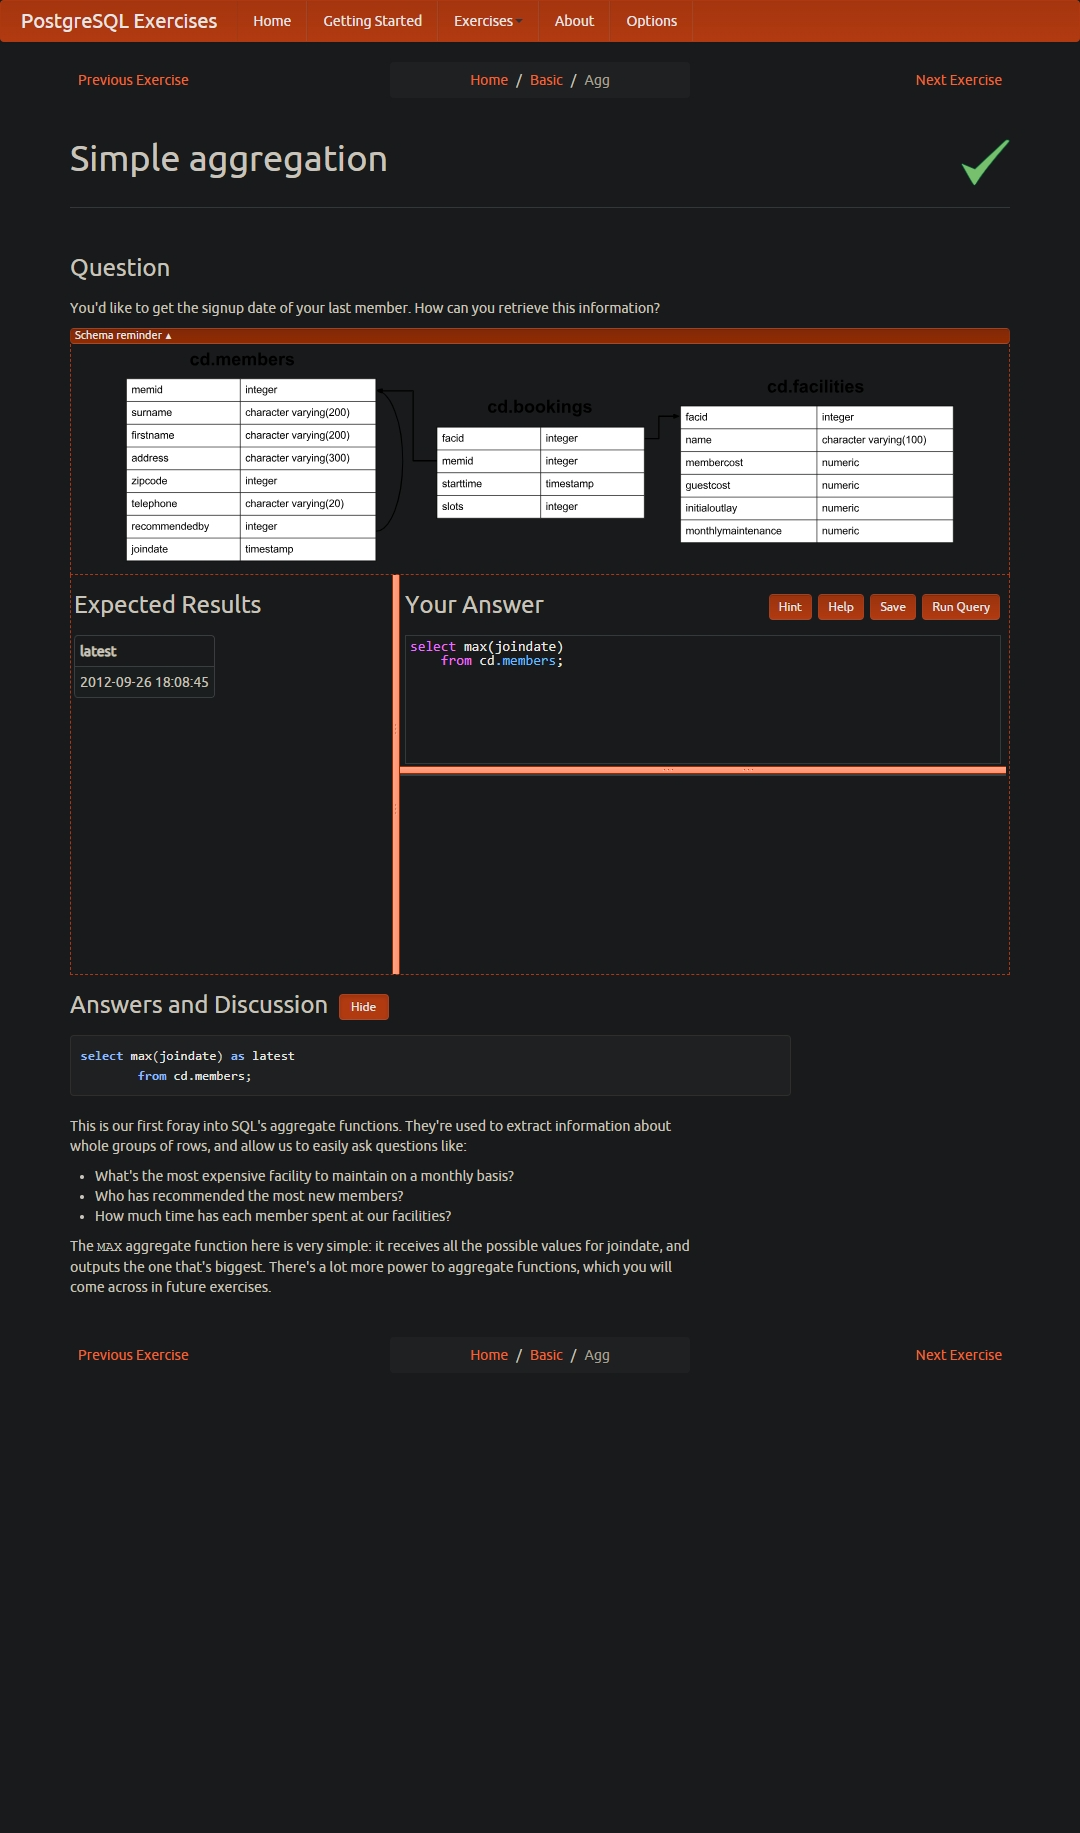 PostgreSQL Exercises Home Getting Started Exercises About Options
Previous Exercise Home / Basic / Agg Next Exercise
Simple aggregation
Question
You'd like to get the signup date of your last member. How can you retrieve this information?
Schema reminder ▴
cd.members
memid integer
surname character varying(200)
firstname character varying(200)
address character varying(300)
zipcode integer
telephone character varying(20)
recommendedby integer
joindate timestamp
cd.bookings
facid integer
memid integer
starttime timestamp
slots integer
cd.facilities
facid integer
name character varying(100)
membercost numeric
guestcost numeric
initialoutlay numeric
monthlymaintenance numeric
Expected Results
latest
2012-09-26 18:08:45
Your Answer Hint Help Save Run Query
select max(joindate)
from cd.members;
Answers and Discussion Hide
select max(joindate) as latest
from cd.members;
This is our first foray into SQL's aggregate functions. They're used to extract information about
whole groups of rows, and allow us to easily ask questions like:
• What's the most expensive facility to maintain on a monthly basis?
• Who has recommended the most new members?
• How much time has each member spent at our facilities?
The MAX aggregate function here is very simple: it receives all the possible values for joindate, and
outputs the one that's biggest. There's a lot more power to aggregate functions, which you will
come across in future exercises.
Previous Exercise Home / Basic / Agg Next Exercise